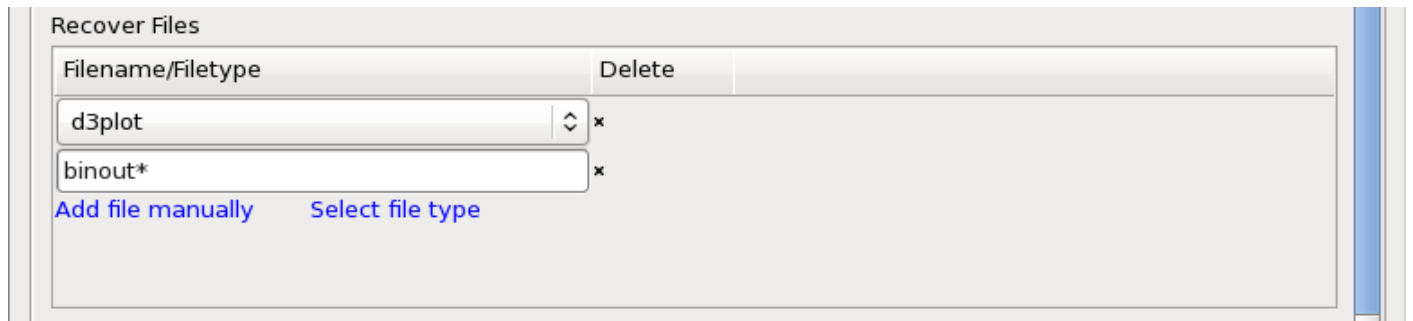 Recover Files
Filename/Filetype Delete
d3plot
binout*
Add file manually Select file type